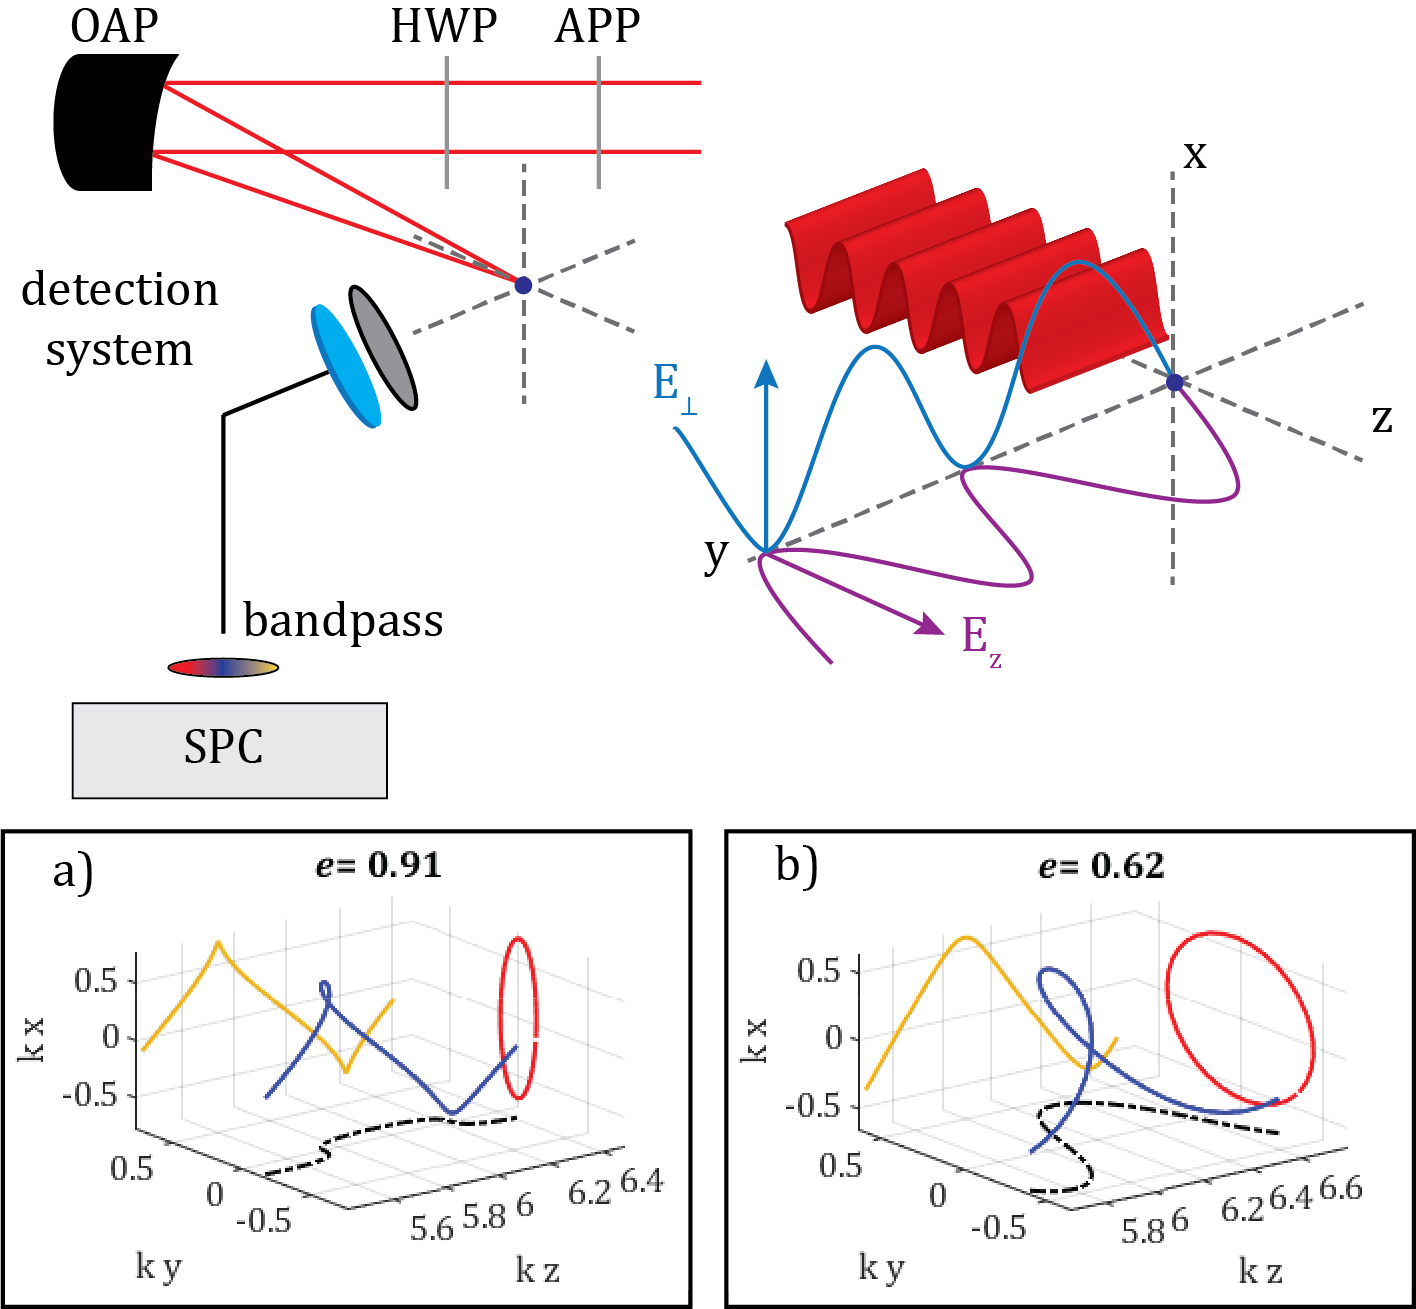 OAP
HWP
APP
detection
system
bandpass
SPC
x
z
y
E⊥
E_z
a)
e= 0.91
0.5
0
-0.5
k x
0.5
0
-0.5
k y
5.6 5.8 6 6.2 6.4
k z
b)
e= 0.62
0.5
0
-0.5
k x
0.5
0
-0.5
k y
5.8 6 6.2 6.4 6.6
k z